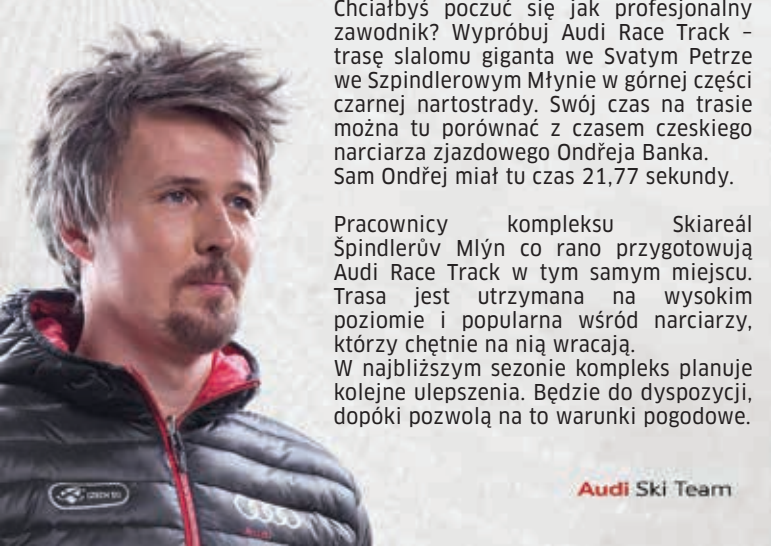 Chciałbyś poczuć się jak profesjonalny
zawodnik? Wypróbuj Audi Race Track –
trasę slalomu giganta we Svatym Petrze
we Szpindlerowym Młynie w górnej części
czarnej nartostrady. Swój czas na trasie
można tu porównać z czasem czeskiego
narciarza zjazdowego Ondřeja Banka.
Sam Ondřej miał tu czas 21,77 sekundy.
Pracownicy kompleksu Skiareál
Špindlerův Mlýn co rano przygotowują
Audi Race Track w tym samym miejscu.
Trasa jest utrzymana na wysokim
poziomie i popularna wśród narciarzy,
którzy chętnie na nią wracają.
W najbliższym sezonie kompleks planuje
kolejne ulepszenia. Będzie do dyspozycji,
dopóki pozwolą na to warunki pogodowe.
CZECH SKI
Audi
Audi Ski Team